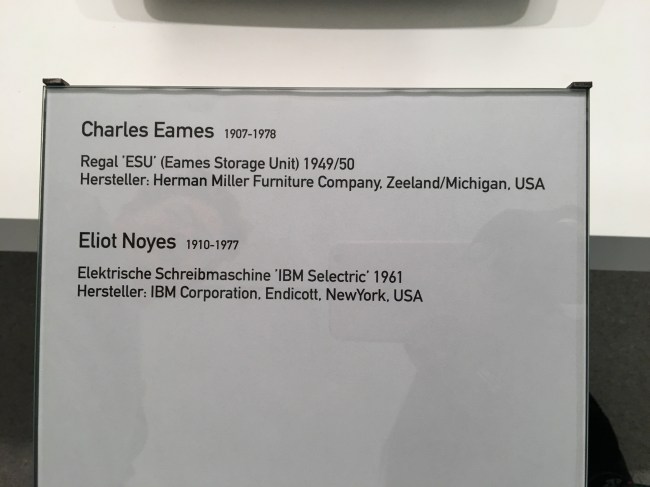 Charles Eames 1907-1978
Regal 'ESU' (Eames Storage Unit) 1949/50
Hersteller: Herman Miller Furniture Company, Zeeland/Michigan, USA
Eliot Noyes 1910-1977
Elektrische Schreibmaschine 'IBM Selectric' 1961
Hersteller: IBM Corporation, Endicott, NewYork, USA